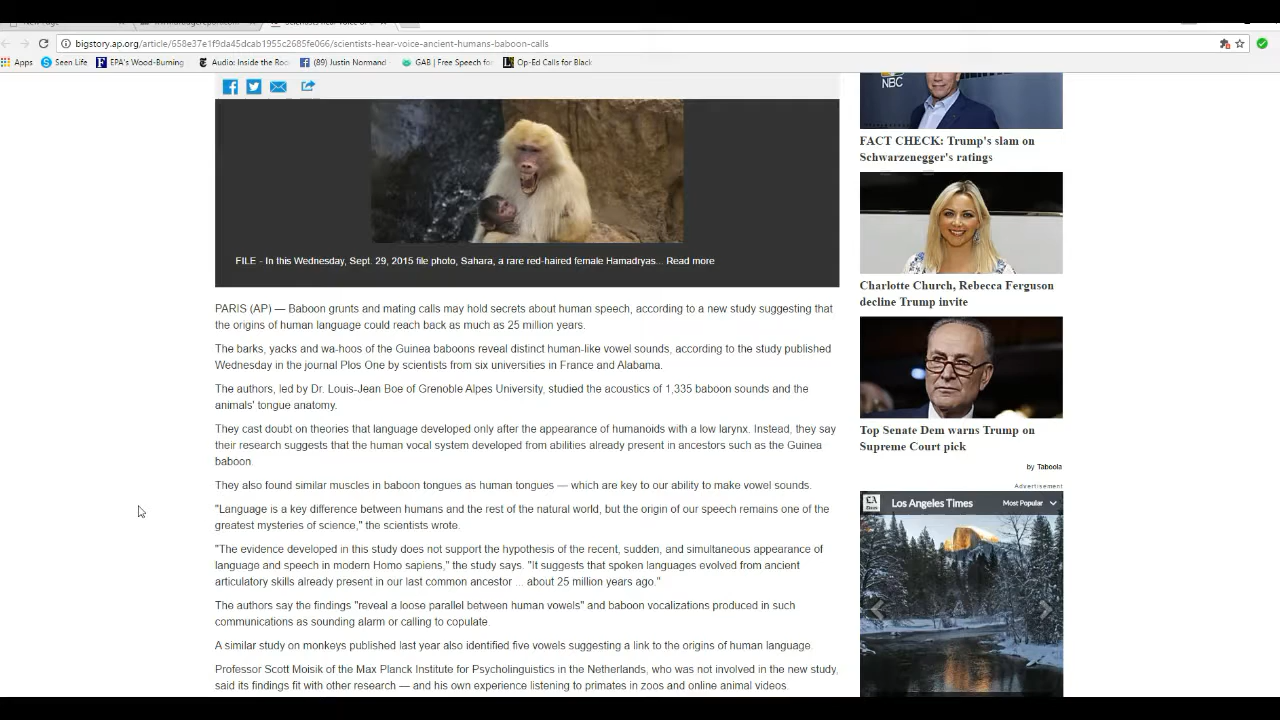 bigstory.ap.org/article/658e37e1f9da45dcab1955c2685fe066/scientists-hear-voice-ancient-humans-baboon-calls
Apps Seen Life EPA's Wood-Burning Audio: Inside the Roo (89) Justin Normand GAB | Free Speech fo Op-Ed Calls for Black
NBC
FACT CHECK: Trump's slam on
Schwarzenegger's ratings
Charlotte Church, Rebecca Ferguson
decline Trump invite
Top Senate Dem warns Trump on
Supreme Court pick
by Taboola
Advertisement
Los Angeles Times Most Popular
FILE - In this Wednesday, Sept. 29, 2015 file photo, Sahara, a rare red-haired female Hamadryas... Read more
PARIS (AP) — Baboon grunts and mating calls may hold secrets about human speech, according to a new study suggesting that
the origins of human language could reach back as much as 25 million years.
The barks, yacks and wa-hoos of the Guinea baboons reveal distinct human-like vowel sounds, according to the study published
Wednesday in the journal Plos One by scientists from six universities in France and Alabama.
The authors, led by Dr. Louis-Jean Boe of Grenoble Alpes University, studied the acoustics of 1,335 baboon sounds and the
animals' tongue anatomy.
They cast doubt on theories that language developed only after the appearance of humanoids with a low larynx. Instead, they say
their research suggests that the human vocal system developed from abilities already present in ancestors such as the Guinea
baboon.
They also found similar muscles in baboon tongues as human tongues — which are key to our ability to make vowel sounds.
"Language is a key difference between humans and the rest of the natural world, but the origin of our speech remains one of the
greatest mysteries of science," the scientists wrote.
"The evidence developed in this study does not support the hypothesis of the recent, sudden, and simultaneous appearance of
language and speech in modern Homo sapiens," the study says. "It suggests that spoken languages evolved from ancient
articulatory skills already present in our last common ancestor ... about 25 million years ago."
The authors say the findings "reveal a loose parallel between human vowels" and baboon vocalizations produced in such
communications as sounding alarm or calling to copulate.
A similar study on monkeys published last year also identified five vowels suggesting a link to the origins of human language.
Professor Scott Moisik of the Max Planck Institute for Psycholinguistics in the Netherlands, who was not involved in the new study,
said its findings fit with other research — and his own experience listening to primates in zoos and online animal videos.